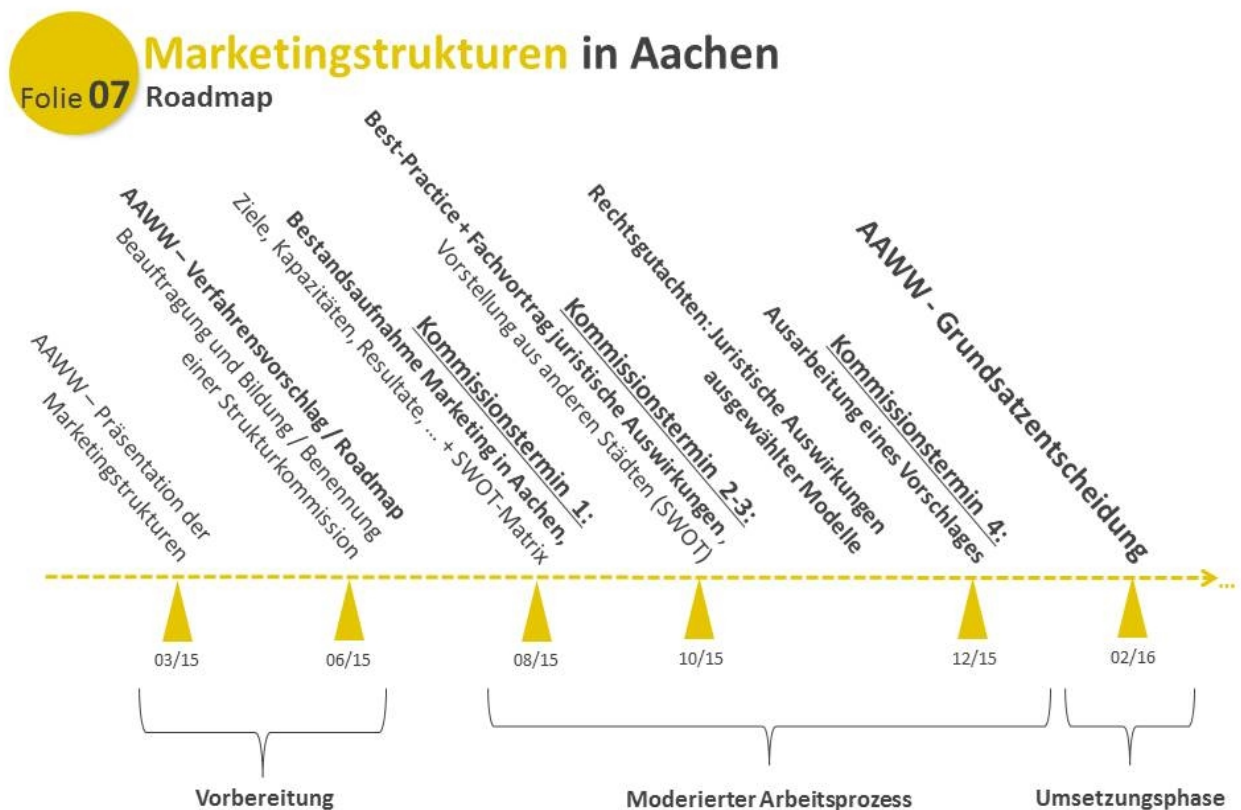 Marketingstrukturen in Aachen
Folie 07 Roadmap
AAWW – Präsentation der
Marketingstrukturen
AAWW – Verfahrensvorschlag / Roadmap
Beauftragung und Bildung / Benennung
einer Strukturkommission
Kommissionstermin 1:
Bestandsaufnahme Marketing in Aachen,
Ziele, Kapazitäten, Resultate, ... + SWOT-Matrix
Kommissionstermin 2-3:
Best-Practice + Fachvortrag juristische Auswirkungen ,
Vorstellung aus anderen Städten (SWOT)
Rechtsgutachten: Juristische Auswirkungen
ausgewählter Modelle
Kommissionstermin 4:
Ausarbeitung eines Vorschlages
AAWW - Grundsatzentscheidung
...
03/15
06/15
08/15
10/15
12/15
02/16
Vorbereitung
Moderierter Arbeitsprozess
Umsetzungsphase